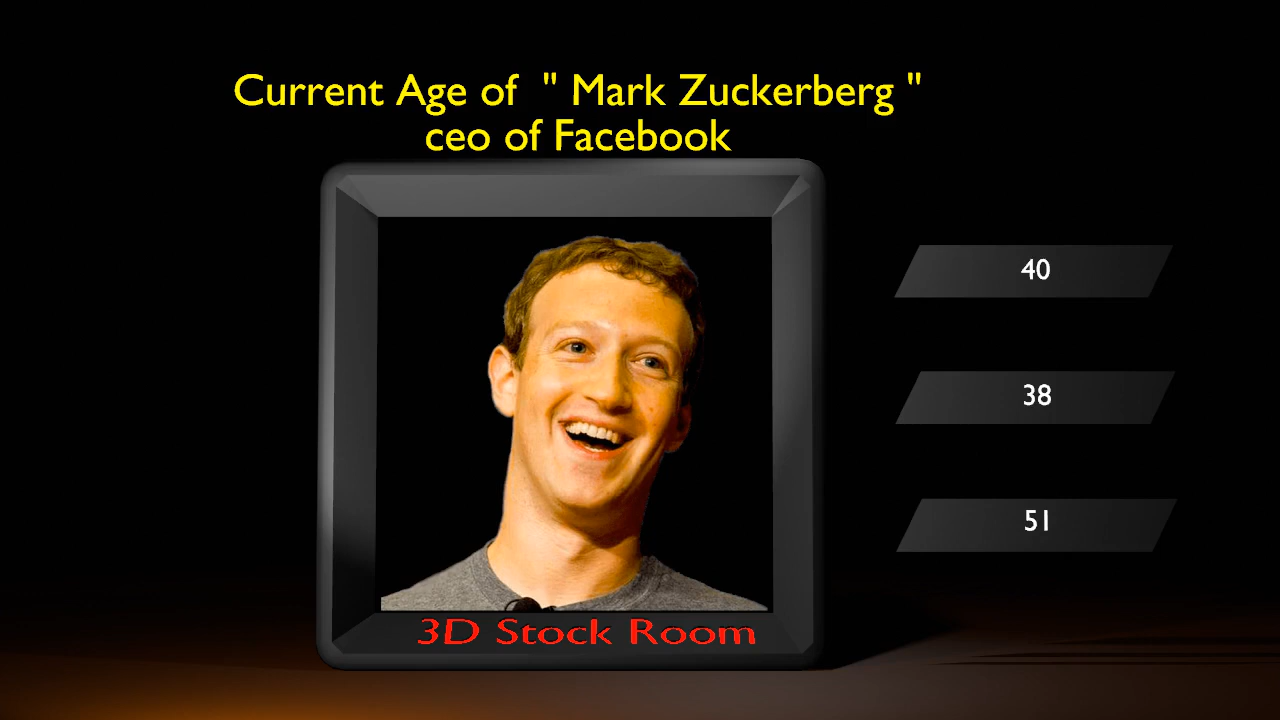 Current Age of " Mark Zuckerberg "
ceo of Facebook
40
38
51
3D Stock Room